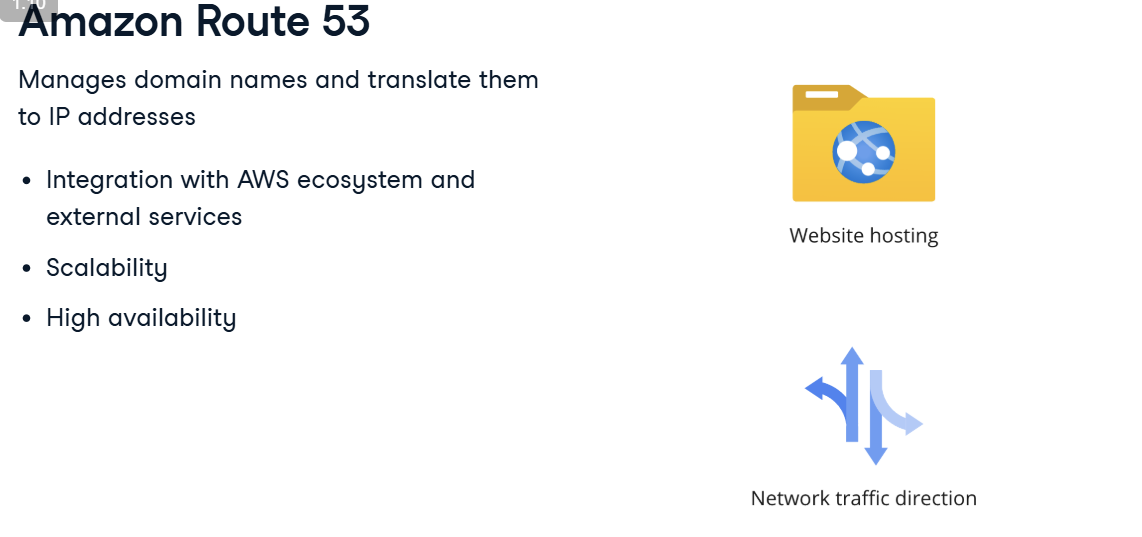 Amazon Route 53
Manages domain names and translate them
to IP addresses
• Integration with AWS ecosystem and
external services
• Scalability
• High availability
Website hosting
Network traffic direction